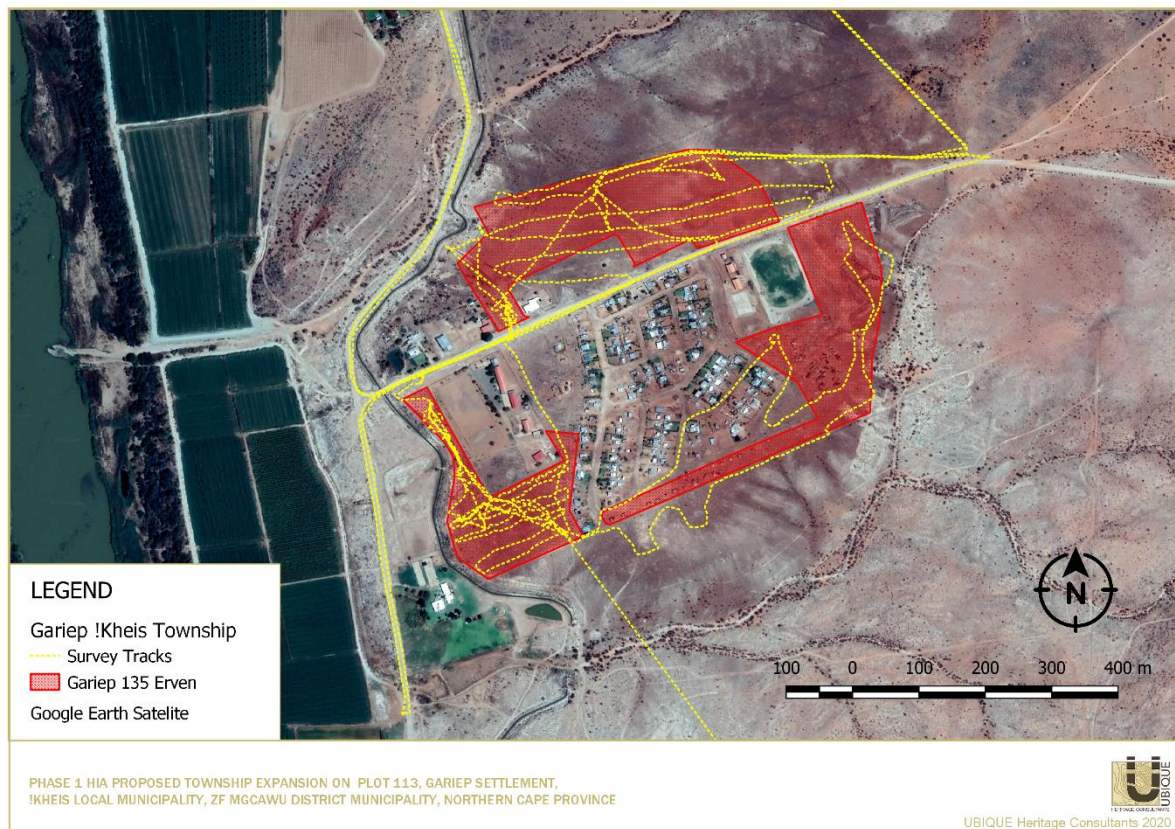 N
100 0 100 200 300 400 m
LEGEND
Gariep !Kheis Township
Survey Tracks
Gariep 135 Erven
Google Earth Satelite
PHASE 1 HIA PROPOSED TOWNSHIP EXPANSION ON PLOT 113, GARIEP SETTLEMENT,
!KHEIS LOCAL MUNICIPALITY, ZF MGCAWU DISTRICT MUNICIPALITY, NORTHERN CAPE PROVINCE
UBIQUE
HERITAGE CONSULTANTS
UBIQUE Heritage Consultants 2020